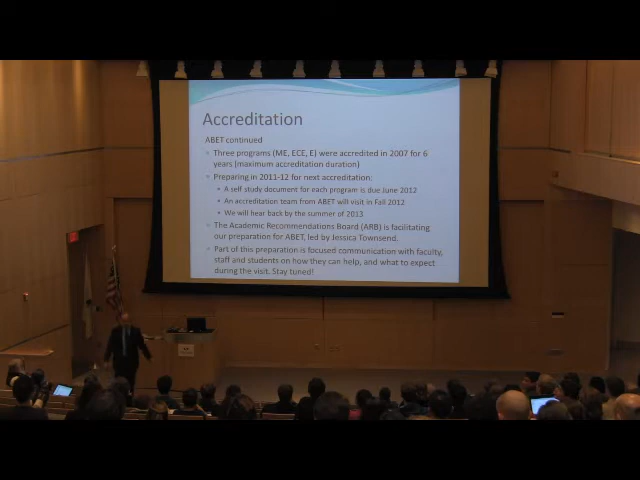 Accreditation
ABET continued
Three programs (ME, ECE, E) were accredited in 2007 for 6
years (maximum accreditation duration)
Preparing in 2011-12 for next accreditation:
A self study document for each program is due June 2012
An accreditation team from ABET will visit in Fall 2012
We will hear back by the summer of 2013
The Academic Recommendations Board (ARB) is facilitating
our preparation for ABET, led by Jessica Townsend.
Part of this preparation is focused communication with faculty,
staff and students on how they can help, and what to expect
during the visit. Stay tuned!